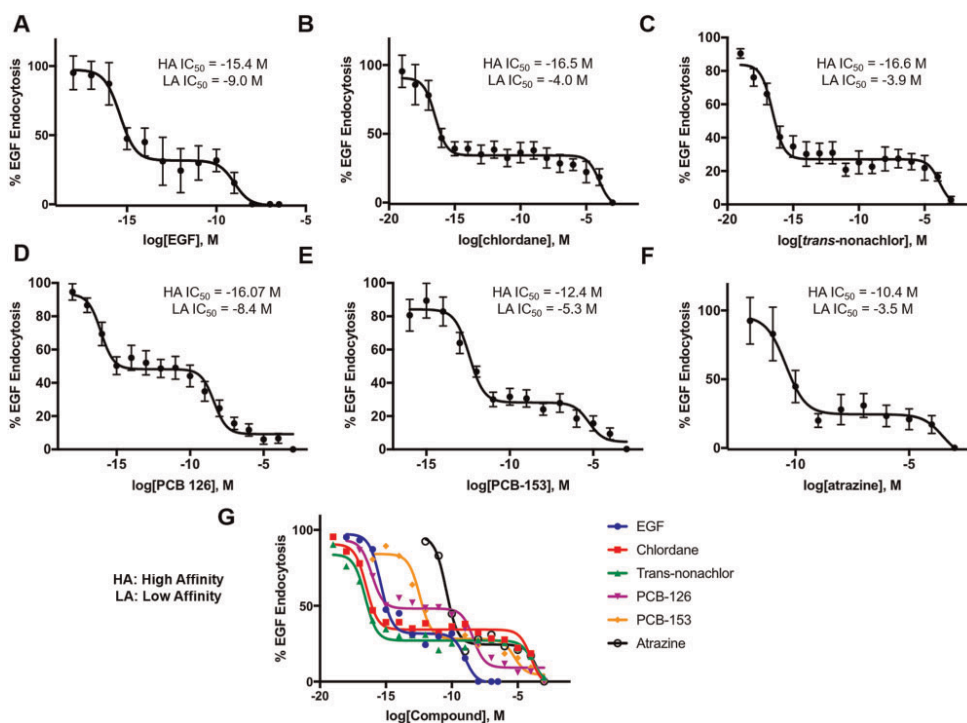 A
HA IC50 = -15.4 M
LA IC50 = -9.0 M
% EGF Endocytosis
100
50
0
-15
-10
-5
log[EGF], M
B
HA IC50 = -16.5 M
LA IC50 = -4.0 M
% EGF Endocytosis
100
50
0
-20
-15
-10
-5
log[chlordane], M
C
HA IC50 = -16.6 M
LA IC50 = -3.9 M
% EGF Endocytosis
100
80
60
40
20
0
-20
-15
-10
-5
log[trans-nonachlor], M
D
HA IC50 = -16.07 M
LA IC50 = -8.4 M
% EGF Endocytosis
100
80
60
40
20
0
-15
-10
-5
log[PCB 126], M
E
HA IC50 = -12.4 M
LA IC50 = -5.3 M
% EGF Endocytosis
100
80
60
40
20
0
-15
-10
-5
log[PCB-153], M
F
HA IC50 = -10.4 M
LA IC50 = -3.5 M
% EGF Endocytosis
100
50
0
-10
-5
log[atrazine], M
G
HA: High Affinity
LA: Low Affinity
% EGF Endocytosis
100
50
0
-20
-15
-10
-5
log[Compound], M
EGF
Chlordane
Trans-nonachlor
PCB-126
PCB-153
Atrazine